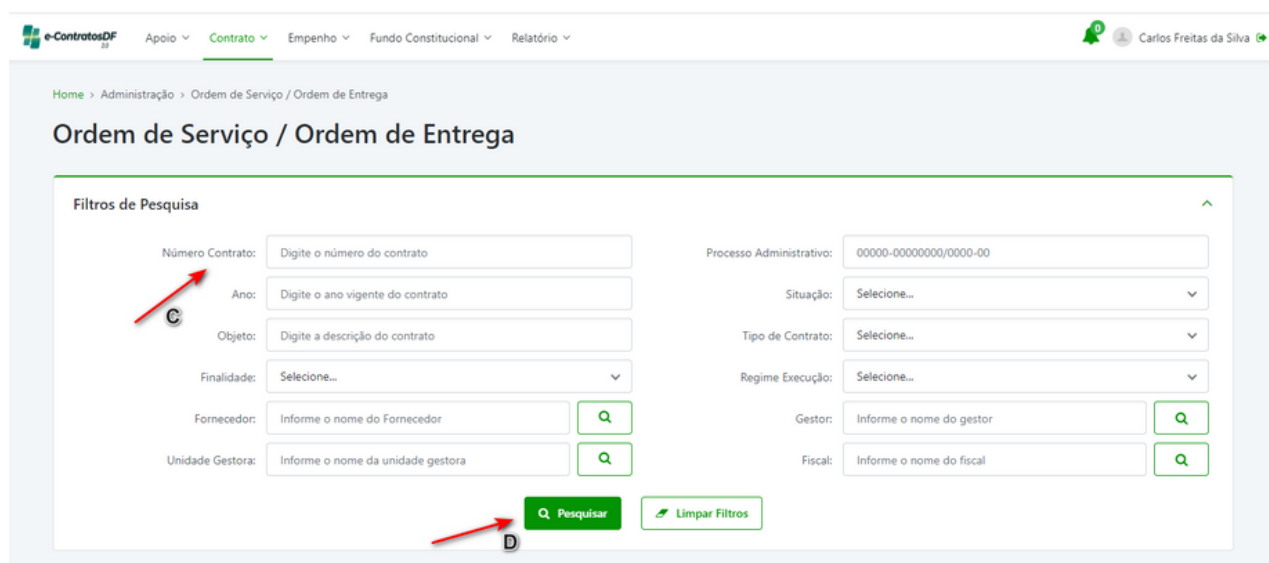 e-ContratosDF
2.0
Apoio Contrato Empenho Fundo Constitucional Relatório
0
Carlos Freitas da Silva
Home > Administração > Ordem de Serviço / Ordem de Entrega
Ordem de Serviço / Ordem de Entrega
Filtros de Pesquisa
Número Contrato: Digite o número do contrato Processo Administrativo: 00000-00000000/0000-00
Ano: Digite o ano vigente do contrato Situação: Selecione...
C
Objeto: Digite a descrição do contrato Tipo de Contrato: Selecione...
Finalidade: Selecione... Regime Execução: Selecione...
Fornecedor: Informe o nome do Fornecedor Gestor: Informe o nome do gestor
Unidade Gestora: Informe o nome da unidade gestora Fiscal: Informe o nome do fiscal
Pesquisar Limpar Filtros
D